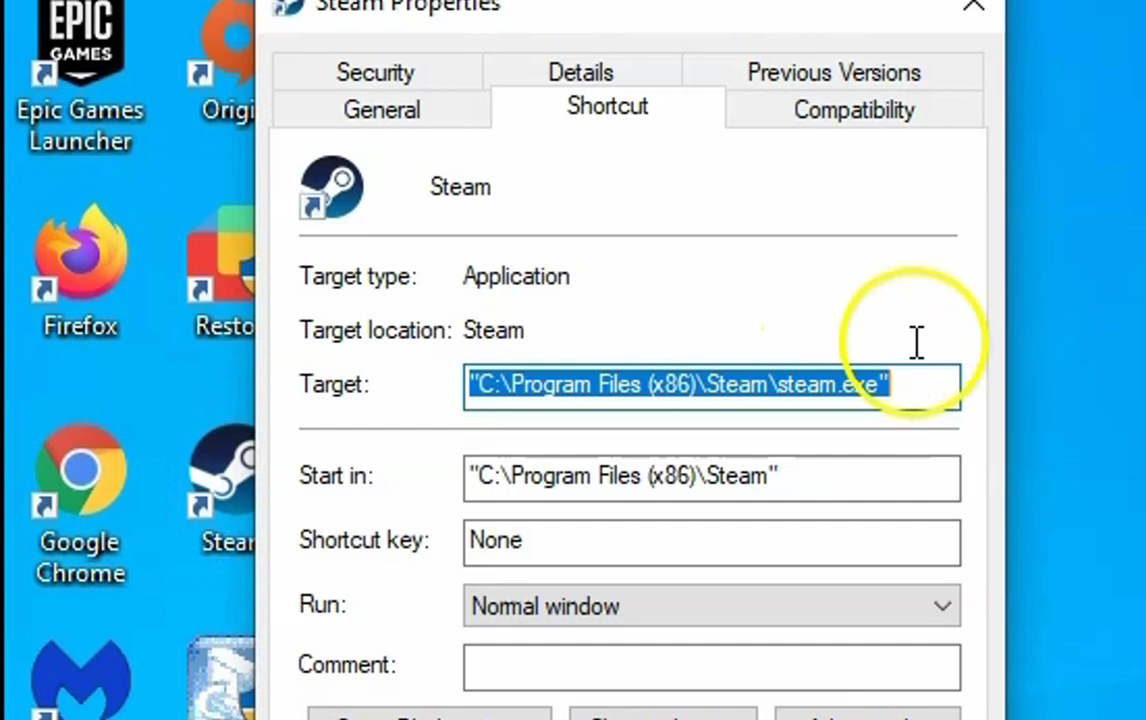 Steam Properties
EPIC
GAMES
Epic Games
Launcher
Origi
Security
Details
Previous Versions
General
Shortcut
Compatibility
Steam
Target type:
Application
Target location:
Steam
Target:
"C:\Program Files (x86)\Steam\steam.exe"
Start in:
"C:\Program Files (x86)\Steam"
Shortcut key:
None
Run:
Normal window
Comment:
Firefox
Resto
Google
Chrome
Stear